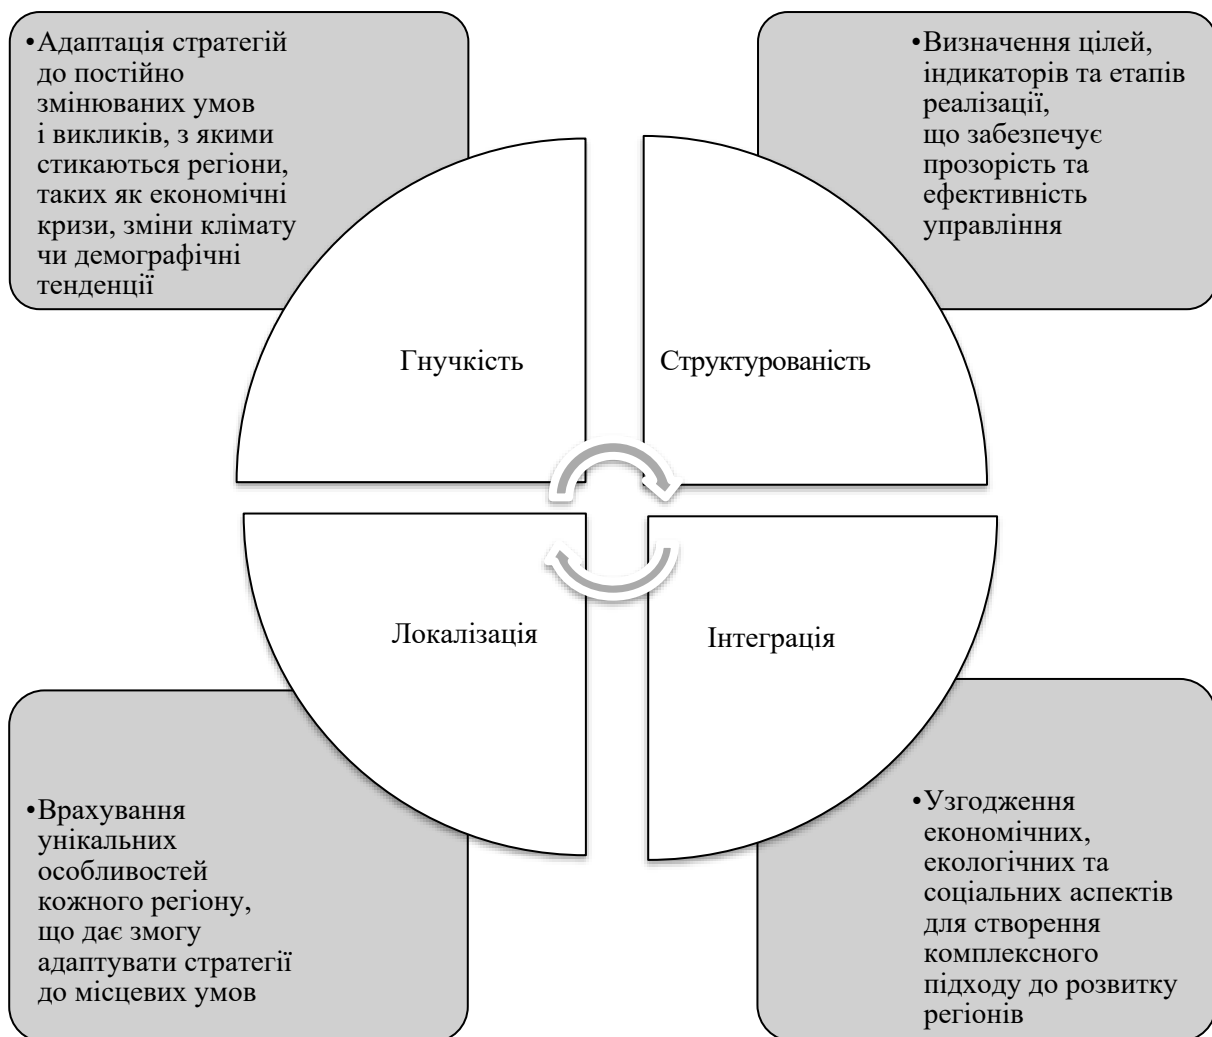 •Адаптація стратегій
до постійно
змінюваних умов
і викликів, з якими
стикаються регіони,
таких як економічні
кризи, зміни клімату
чи демографічні
тенденції
•Визначення цілей,
індикаторів та етапів
реалізації,
що забезпечує
прозорість та
ефективність
управління
Гнучкість
Структурованість
Локалізація
Інтеграція
•Врахування
унікальних
особливостей
кожного регіону,
що дає змогу
адаптувати стратегії
до місцевих умов
•Узгодження
економічних,
екологічних та
соціальних аспектів
для створення
комплексного
підходу до розвитку
регіонів